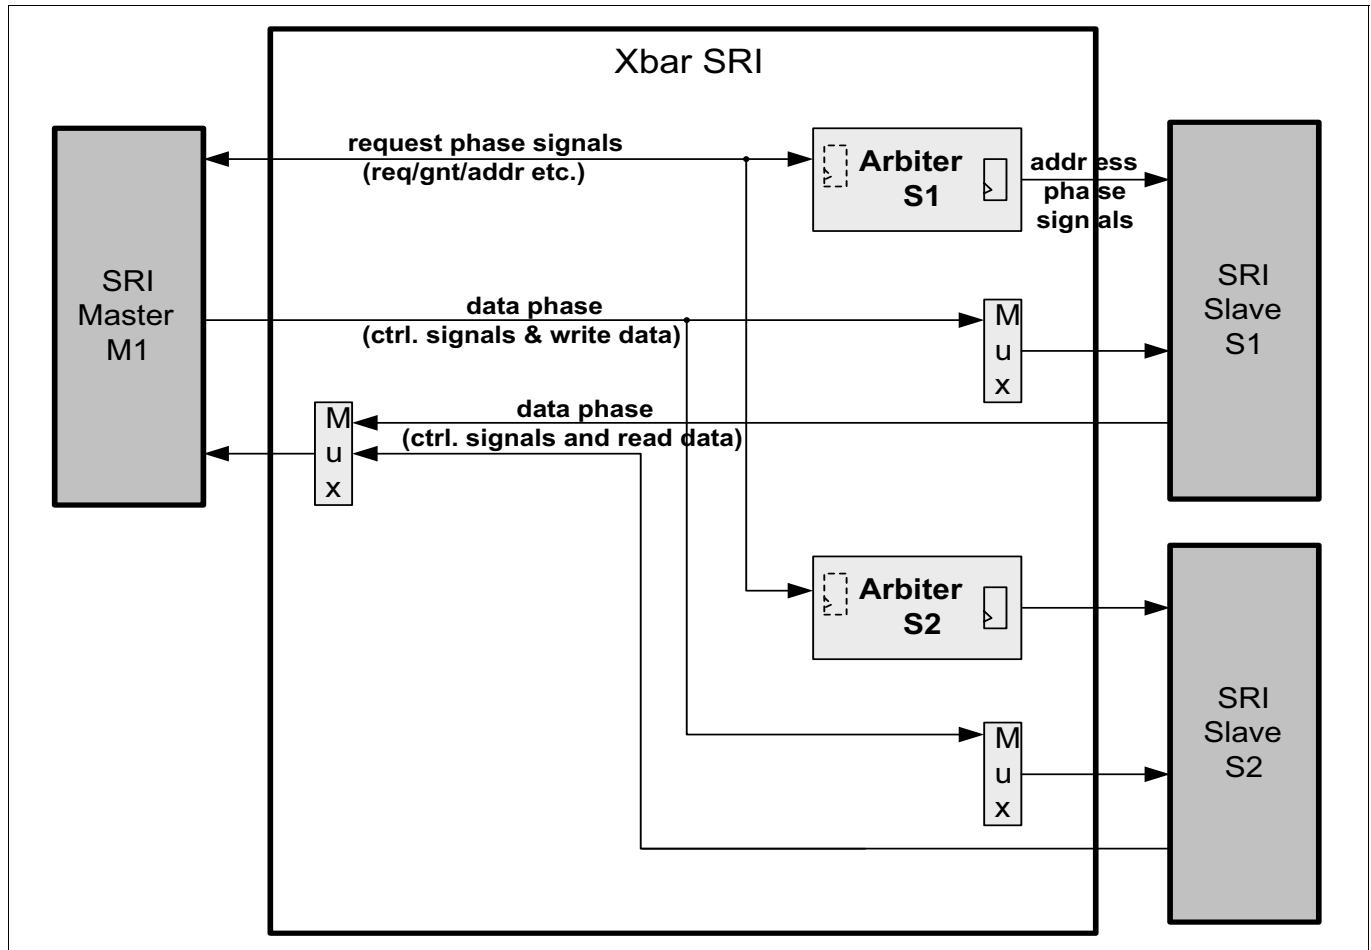 Xbar SRI
SRI
Master
M1
request phase signals
(req/gnt/addr etc.)
Arbiter
S1
addr ess
pha se
sign als
SRI
Slave
S1
data phase
(ctrl. signals & write data)
M
u
x
data phase
(ctrl. signals and read data)
M
u
x
Arbiter
S2
SRI
Slave
S2
M
u
x